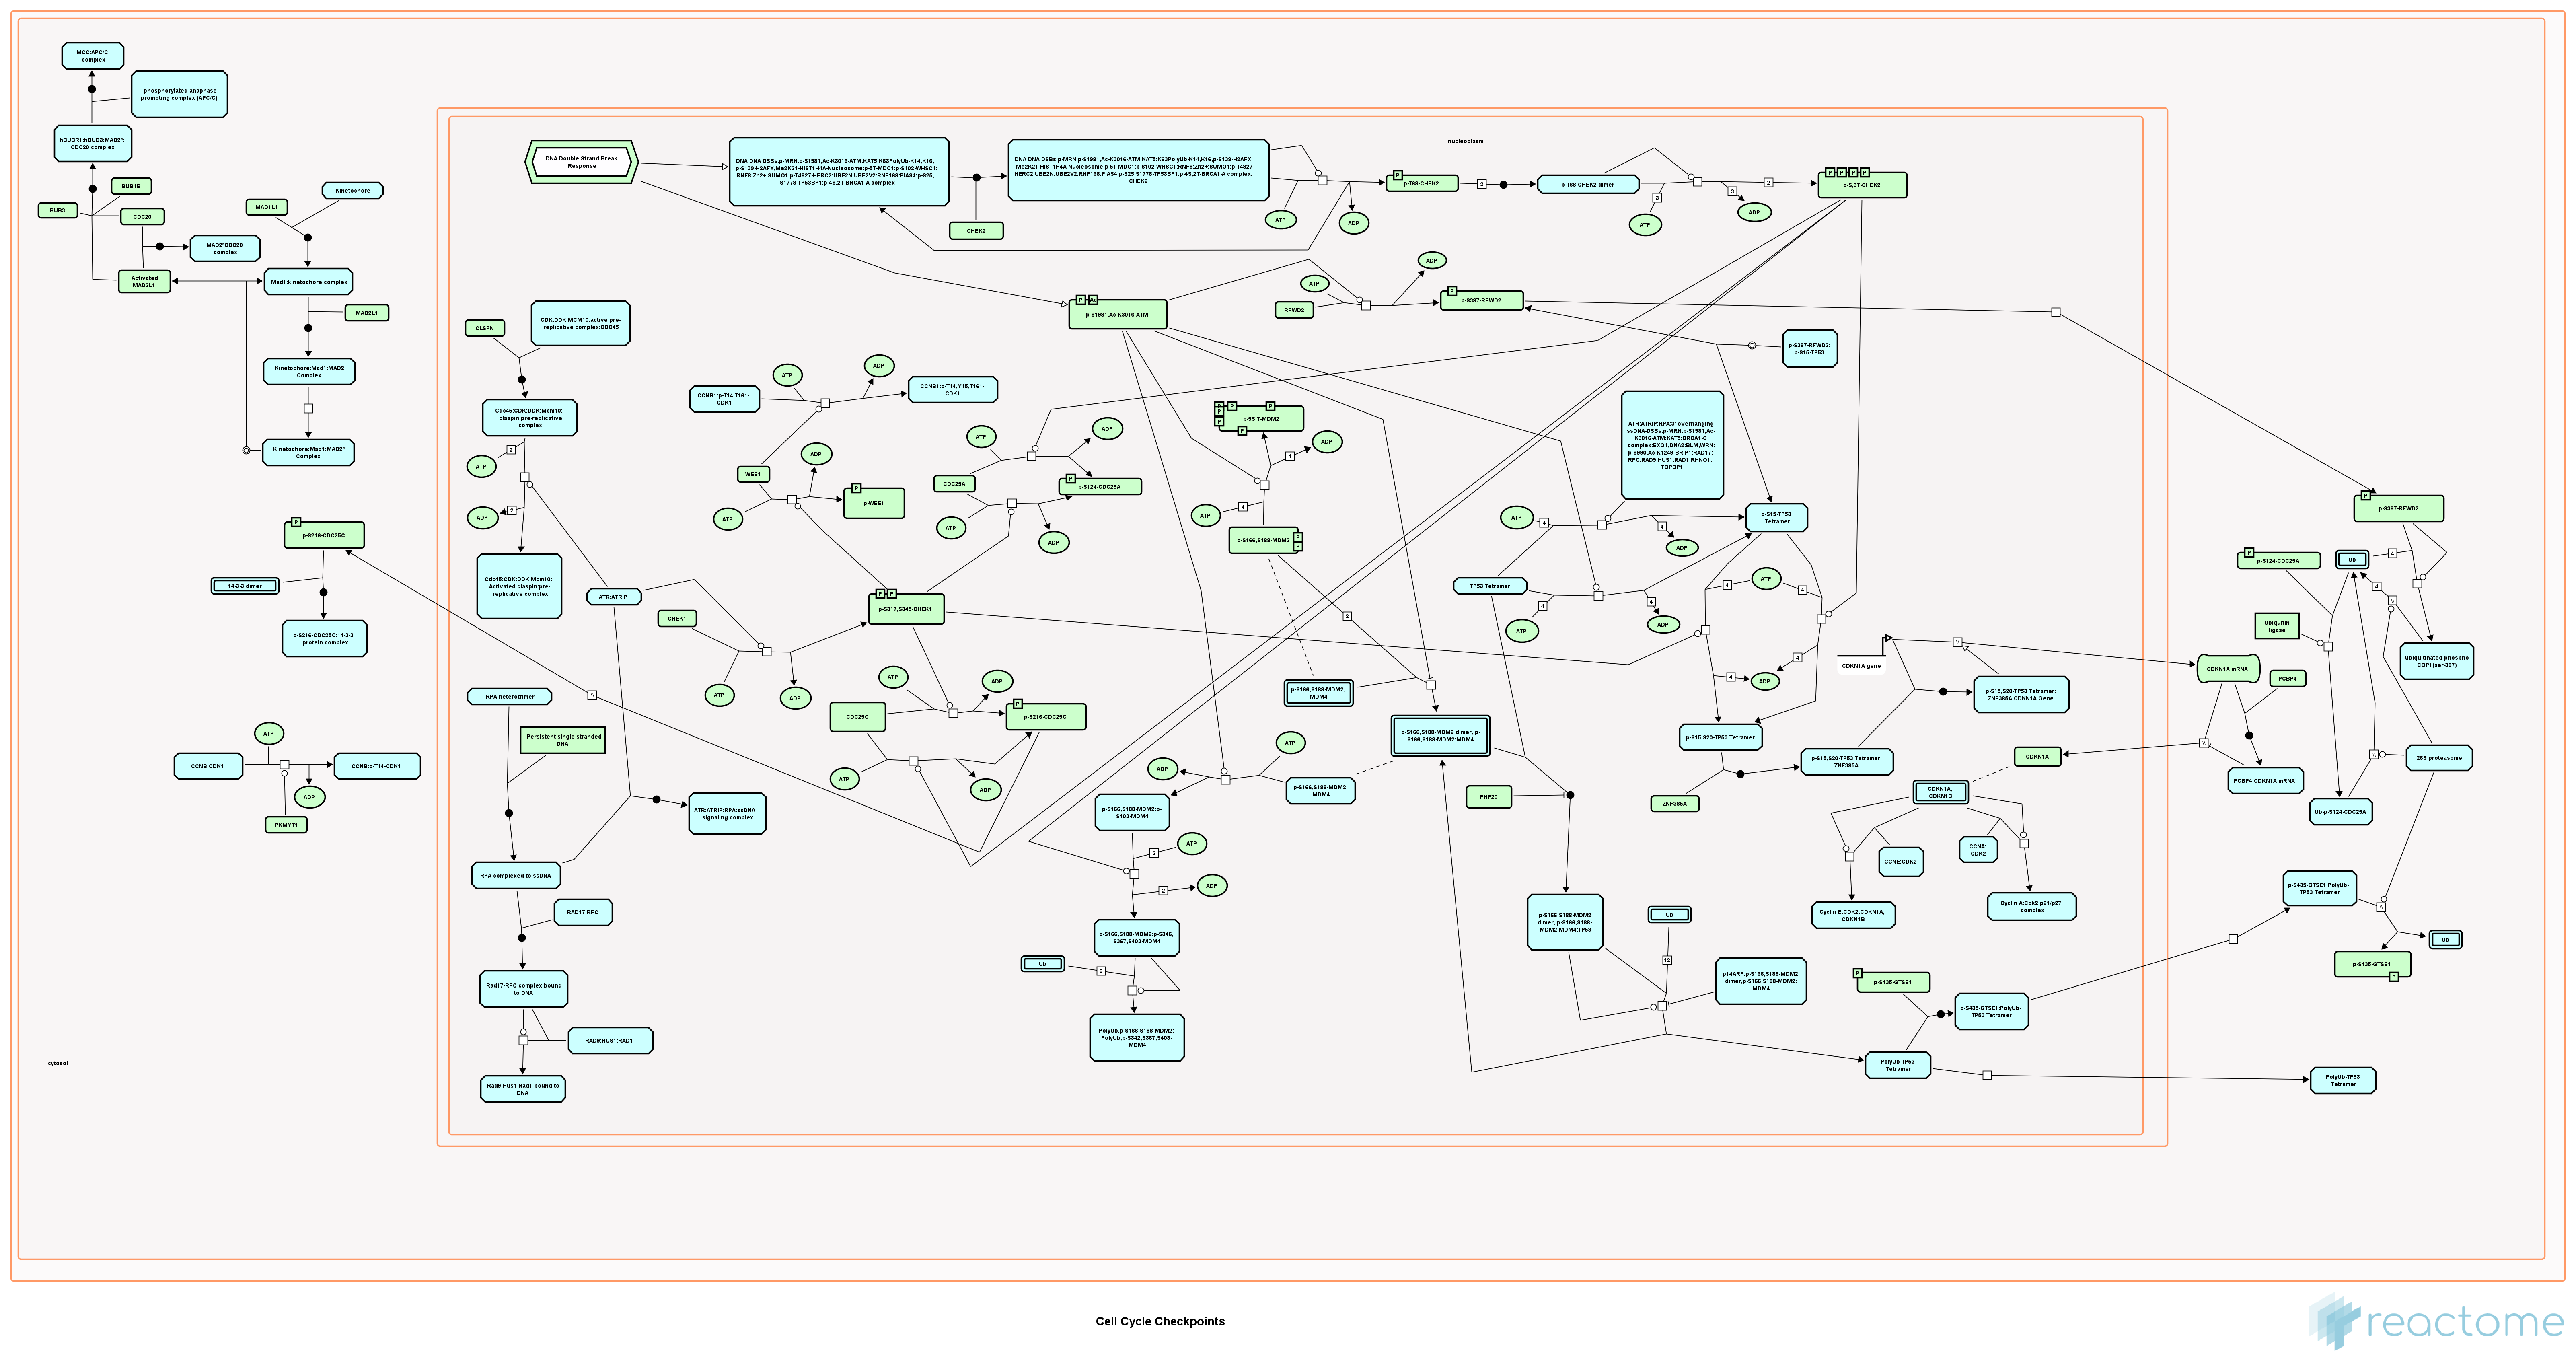 MCC:APC/C
complex
phosphorylated anaphase
promoting complex (APC/C)
hBUBR1:hBUB3:MAD2*:
CDC20 complex
BUB1B
BUB3
CDC20
MAD2*CDC20
complex
Activated
MAD2L1
Kinetochore
MAD1L1
Mad1:kinetochore complex
MAD2L1
Kinetochore:Mad1:MAD2
Complex
Kinetochore:Mad1:MAD2*
Complex
P
p-S216-CDC25C
14-3-3 dimer
p-S216-CDC25C:14-3-3
protein complex
ATP
CCNB:CDK1
CCNB:p-T14-CDK1
ADP
PKMYT1
cytosol
nucleoplasm
DNA Double Strand Break
Response
DNA DNA DSBs:p-MRN:p-S1981,Ac-K3016-ATM:KAT5:K63PolyUb-K14,K16,
p-S139-H2AFX,Me2K21-HIST1H4A-Nucleosome:p-5T-MDC1:p-S102-WHSC1:
RNF8:Zn2+:SUMO1:p-T4827-HERC2:UBE2N:UBE2V2:RNF168:PIAS4:p-S25,
S1778-TP53BP1:p-4S,2T-BRCA1-A complex
CHEK2
DNA DNA DSBs:p-MRN:p-S1981,Ac-K3016-ATM:KAT5:K63PolyUb-K14,K16,p-S139-H2AFX,
Me2K21-HIST1H4A-Nucleosome:p-5T-MDC1:p-S102-WHSC1:RNF8:Zn2+:SUMO1:p-T4827-
HERC2:UBE2N:UBE2V2:RNF168:PIAS4:p-S25,S1778-TP53BP1:p-4S,2T-BRCA1-A complex:
CHEK2
ATP
ADP
P
p-T68-CHEK2
2
p-T68-CHEK2 dimer
3
ATP
3
ADP
2
P P P P
p-S,3T-CHEK2
P Ac
p-S1981,Ac-K3016-ATM
ATP
RFWD2
ADP
P
p-S387-RFWD2
p-S387-RFWD2:
p-S15-TP53
CLSPN
CDK:DDK:MCM10:active pre-
replicative complex:CDC45
Cdc45:CDK:DDK:Mcm10:
claspin:pre-replicative
complex
2
ATP
2
ADP
Cdc45:CDK:DDK:Mcm10:
Activated claspin:pre-
replicative complex
ATR:ATRIP
CCNB1:p-T14,T161-
CDK1
ATP
ADP
CCNB1:p-T14,Y15,T161-
CDK1
WEE1
ADP
ATP
P
p-WEE1
ATP
ADP
CDC25A
P
p-S124-CDC25A
ATP
ADP
P P
p-S317,S345-CHEK1
CHEK1
ATP
ADP
CDC25C
ATP
ADP
P
p-S216-CDC25C
ATP
ADP
RPA heterotrimer
Persistent single-stranded
DNA
ATR:ATRIP:RPA:ssDNA
signaling complex
RPA complexed to ssDNA
RAD17:RFC
Rad17-RFC complex bound
to DNA
RAD9:HUS1:RAD1
Rad9-Hus1-Rad1 bound to
DNA
P P P
P
P
P
p-5S,T-MDM2
4
ADP
4
ATP
p-S166,S188-MDM2
P
P
2
p-S166,S188-MDM2,
MDM4
p-S166,S188-MDM2 dimer, p-
S166,S188-MDM2:MDM4
p-S166,S188-MDM2:
MDM4
ATP
ADP
p-S166,S188-MDM2:p-
S403-MDM4
2
ATP
2
ADP
p-S166,S188-MDM2:p-S346,
S367,S403-MDM4
Ub
6
PolyUb,p-S166,S188-MDM2:
PolyUb,p-S342,S367,S403-
MDM4
ATR:ATRIP:RPA:3' overhanging
ssDNA-DSBs:p-MRN:p-S1981,Ac-
K3016-ATM:KAT5:BRCA1-C
complex:EXO1,DNA2:BLM,WRN:
p-S990,Ac-K1249-BRIP1:RAD17:
RFC:RAD9:HUS1:RAD1:RHNO1:
TOPBP1
ATP
4
4
ADP
p-S15-TP53
Tetramer
TP53 Tetramer
4
ATP
4
ADP
4
ATP
4
4
4
ADP
p-S15,S20-TP53 Tetramer
ZNF385A
p-S15,S20-TP53 Tetramer:
ZNF385A
CDKN1A gene
p-S15,S20-TP53 Tetramer:
ZNF385A:CDKN1A Gene
CDKN1A mRNA
PCBP4
PCBP4:CDKN1A mRNA
CDKN1A
CDKN1A,
CDKN1B
CCNE:CDK2
CCNA:
CDK2
Cyclin E:CDK2:CDKN1A,
CDKN1B
Cyclin A:Cdk2:p21/p27
complex
PHF20
p-S166,S188-MDM2
dimer, p-S166,S188-
MDM2,MDM4:TP53
Ub
12
p14ARF:p-S166,S188-MDM2
dimer,p-S166,S188-MDM2:
MDM4
P
p-S435-GTSE1
p-S435-GTSE1:PolyUb-
TP53 Tetramer
PolyUb-TP53
Tetramer
PolyUb-TP53
Tetramer
P
p-S387-RFWD2
P
p-S124-CDC25A
Ub
4
4
Ubiquitin
ligase
ubiquitinated phospho-
COP1(ser-387)
26S proteasome
Ub-p-S124-CDC25A
p-S435-GTSE1:PolyUb-
TP53 Tetramer
Ub
p-S435-GTSE1
P
Cell Cycle Checkpoints
reactome